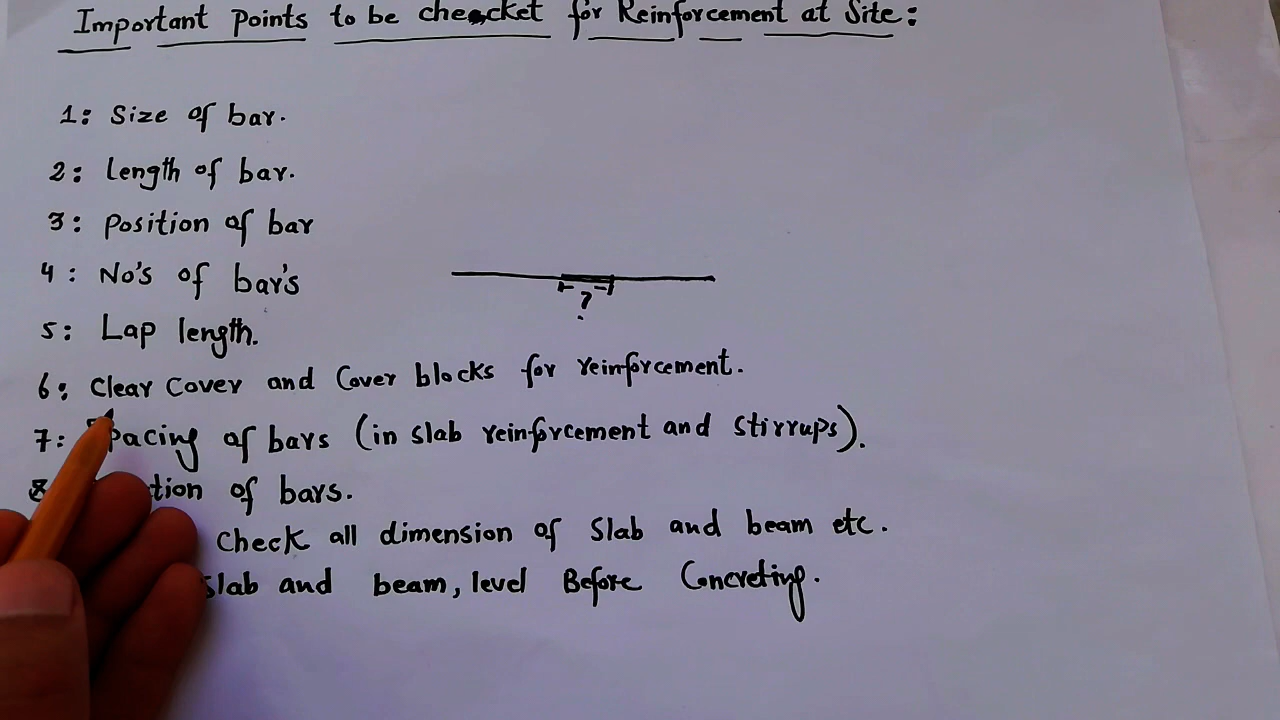 Important Points to be checket for Reinforcement at Site:
1: Size of bar.
2: Length of bar.
3: Position of bar
4: No's of bar's
?
5: Lap length.
6: Clear Cover and Cover blocks for reinforcement.
7: Spacing of bars (in slab reinforcement and stirrups).
8 of bars.
Check all dimension of Slab and beam etc.
Slab and beam, level Before Concreting.